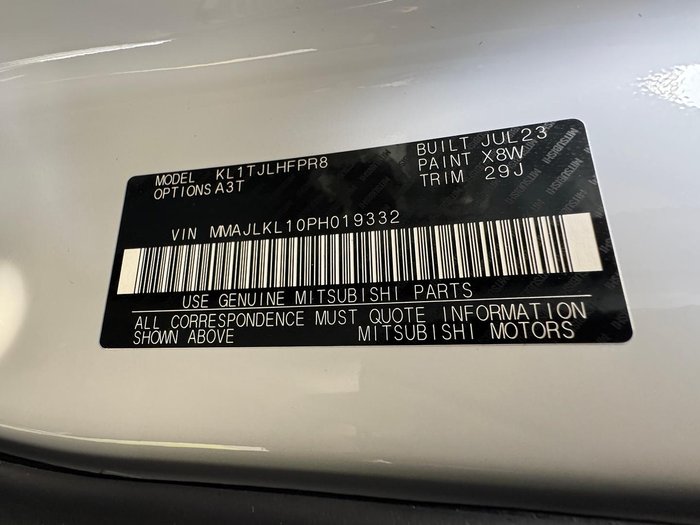 MODEL KL1TJLHFPR8 BUILT JUL23
OPTIONS A3T PAINT X8W
TRIM 29J
VIN MMAJLKL10PH019332
USE GENUINE MITSUBISHI PARTS
ALL CORRESPONDENCE MUST QUOTE INFORMATION
SHOWN ABOVE MITSUBISHI MOTORS